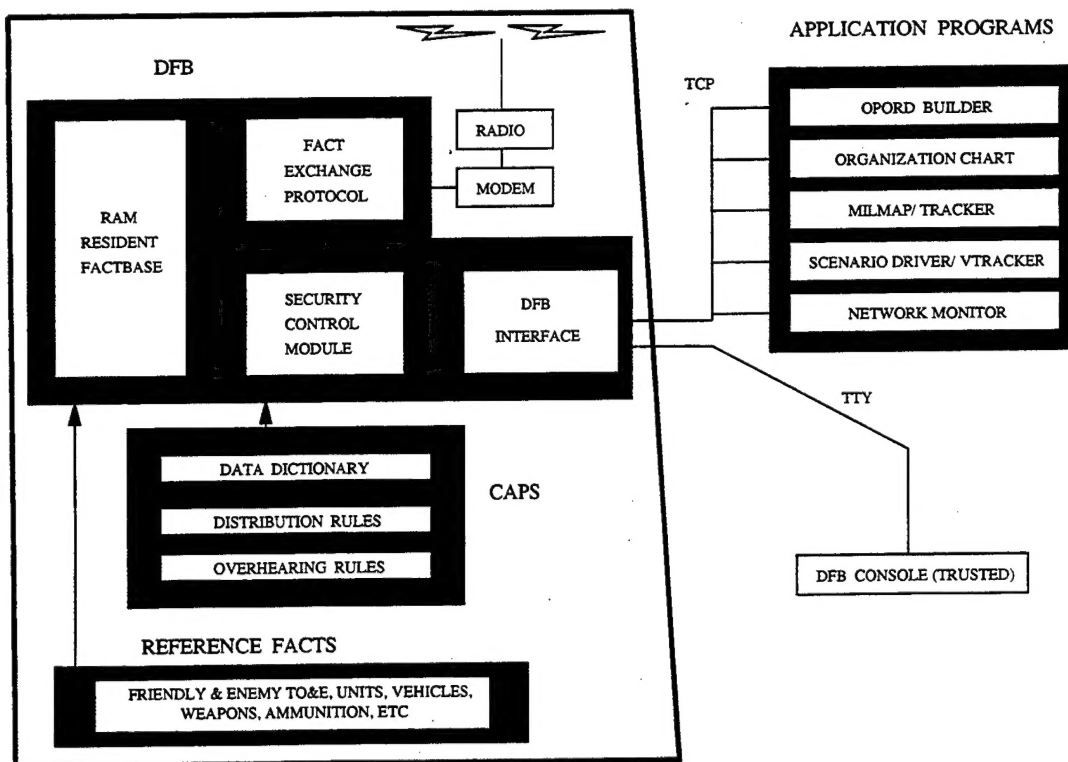 DFB
RAM
RESIDENT
FACTBASE
FACT
EXCHANGE
PROTOCOL
SECURITY
CONTROL
MODULE
DFB
INTERFACE
RADIO
MODEM
TCP
APPLICATION PROGRAMS
OPORD BUILDER
ORGANIZATION CHART
MILMAP/ TRACKER
SCENARIO DRIVER/ VTRACKER
NETWORK MONITOR
TTY
DFB CONSOLE (TRUSTED)
DATA DICTIONARY
DISTRIBUTION RULES
OVERHEARING RULES
CAPS
REFERENCE FACTS
FRIENDLY & ENEMY TO&E, UNITS, VEHICLES,
WEAPONS, AMMUNITION, ETC